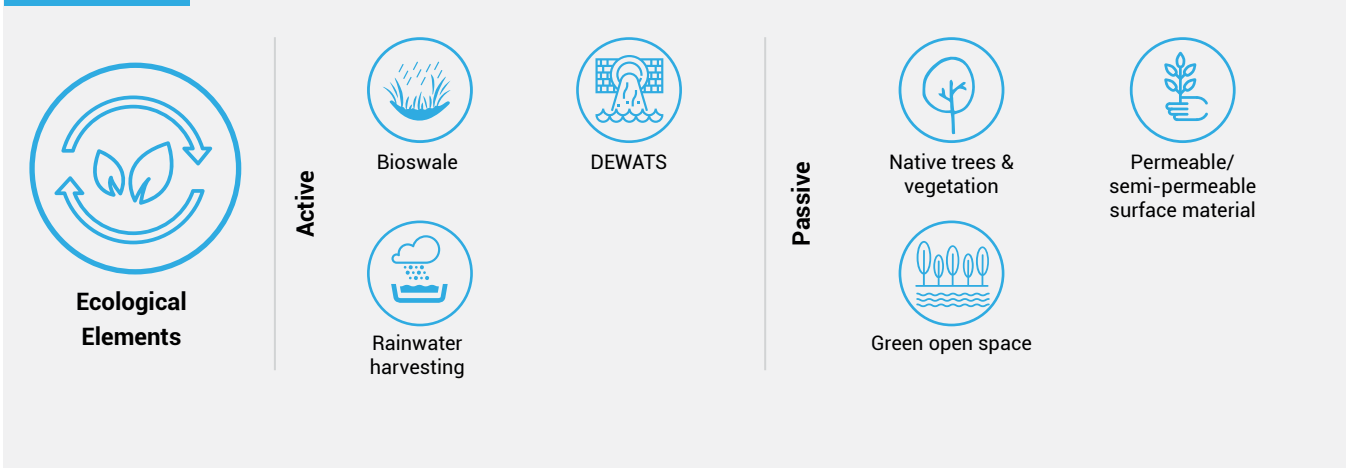 Ecological
Elements
Active
Bioswale
DEWATS
Rainwater
harvesting
Passive
Native trees &
vegetation
Permeable/
semi-permeable
surface material
Green open space